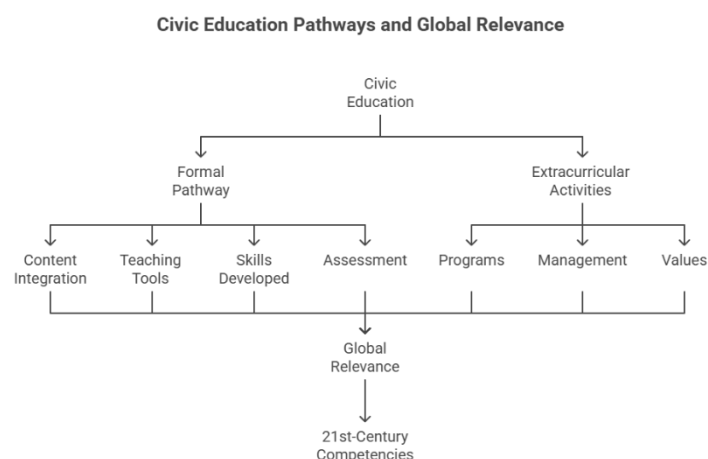 Civic Education Pathways and Global Relevance
Civic
Education
Formal
Pathway
Extracurricular
Activities
Content
Integration
Teaching
Tools
Skills
Developed
Assessment
Programs
Management
Values
Global
Relevance
21st-Century
Competencies